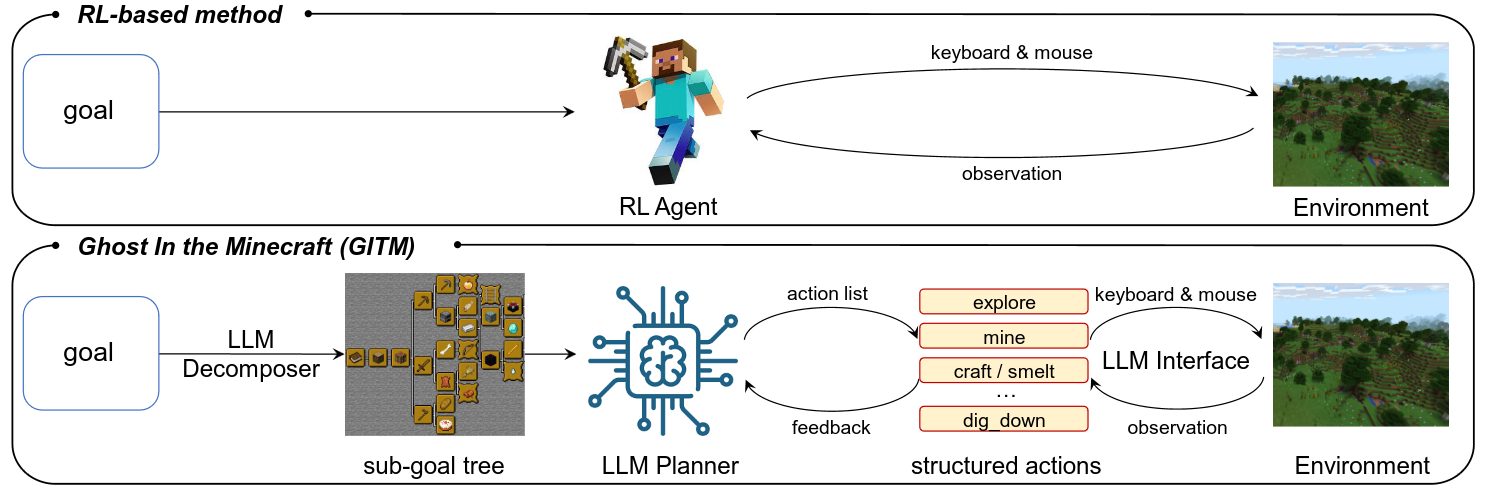 RL-based method
goal
keyboard & mouse
observation
RL Agent
Environment
Ghost In the Minecraft (GITM)
goal
LLM
Decomposer
sub-goal tree
LLM Planner
action list
feedback
explore
mine
craft / smelt
...
dig_down
structured actions
keyboard & mouse
LLM Interface
observation
Environment